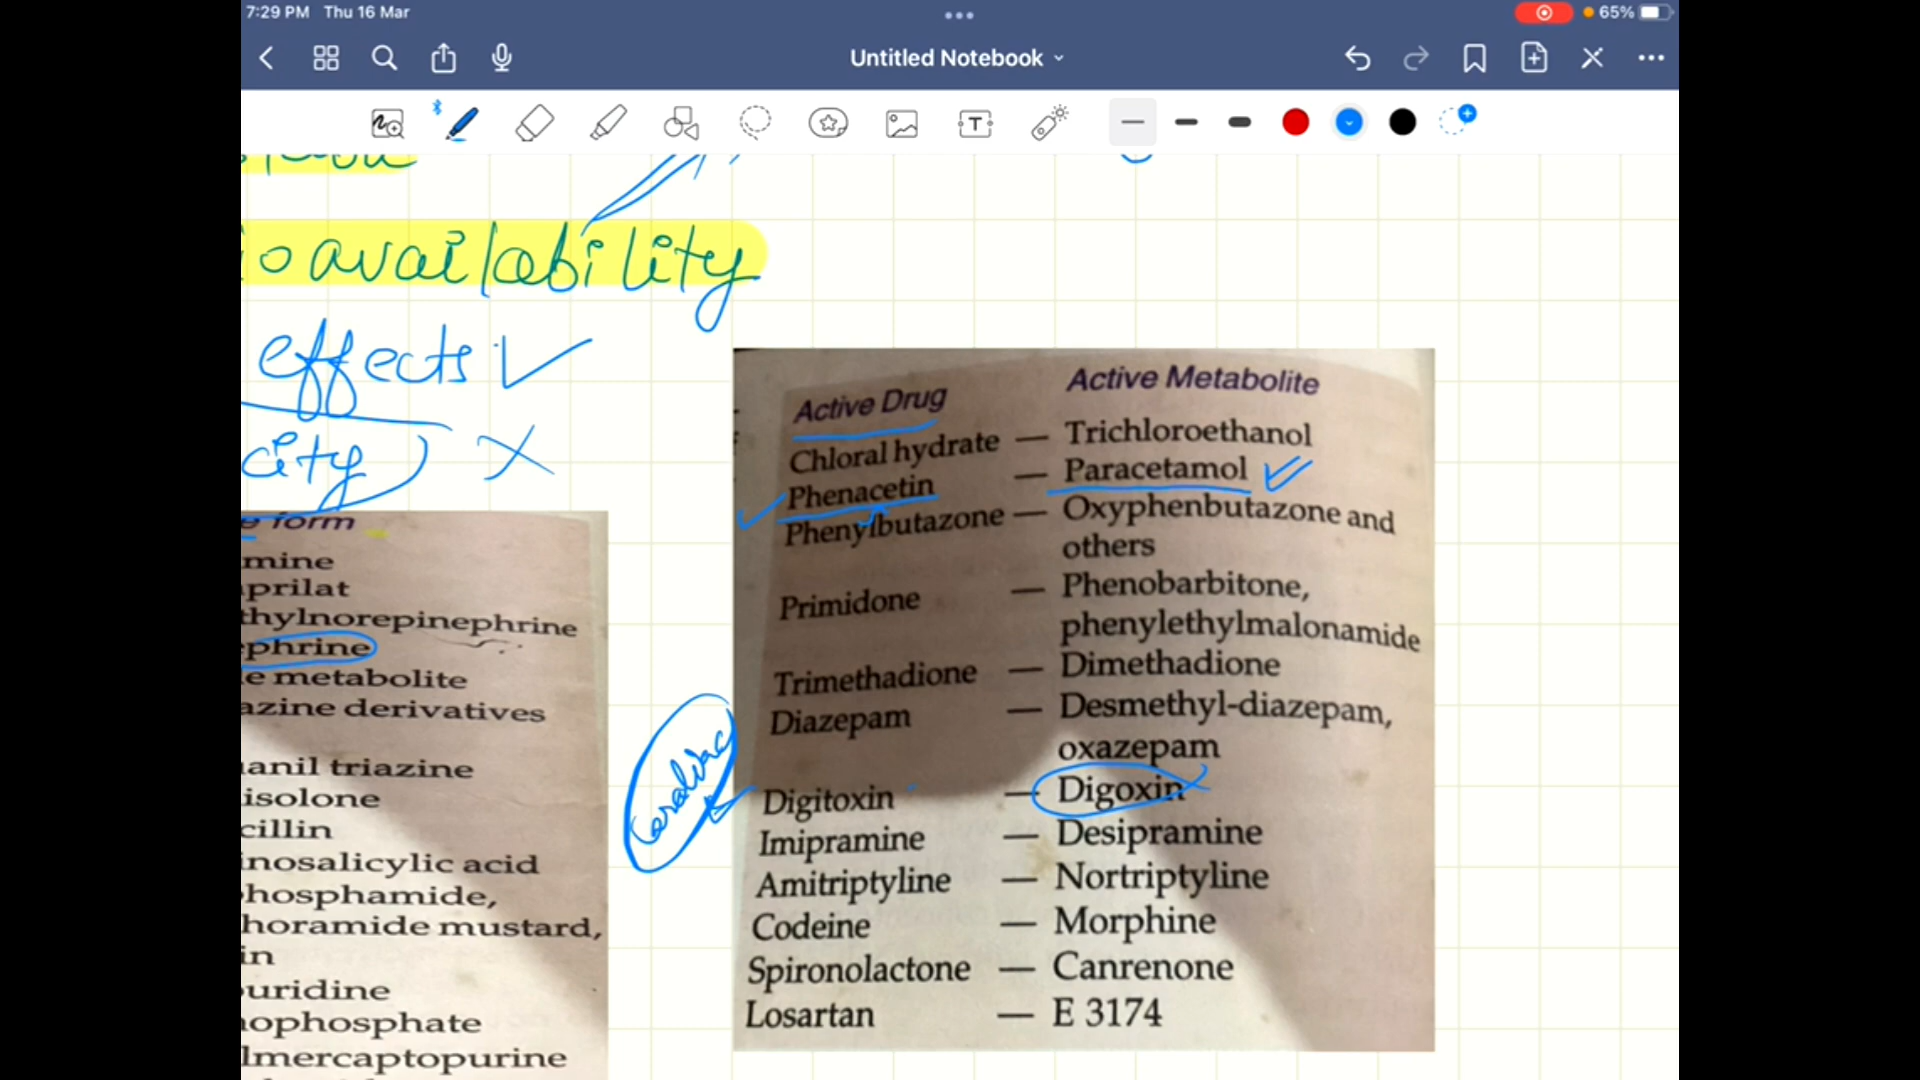 7:29 PM Thu 16 Mar
65%
Untitled Notebook
T
availability
effects
city)
form
mine
prilat
thylnorepinephrine
phrine
e metabolite
azine derivatives
anil triazine
isolone
cillin
inosalicylic acid
hosphamide,
horamide mustard,
in
uridine
ophosphate
lmercaptopurine
Cardiac
Active Drug Active Metabolite
Chloral hydrate — Trichloroethanol
Phenacetin — Paracetamol
Phenylbutazone — Oxyphenbutazone and
others
Primidone — Phenobarbitone,
phenylethylmalonamide
Trimethadione — Dimethadione
Diazepam — Desmethyl-diazepam,
oxazepam
Digitoxin — Digoxin
Imipramine — Desipramine
Amitriptyline — Nortriptyline
Codeine — Morphine
Spironolactone — Canrenone
Losartan — E 3174